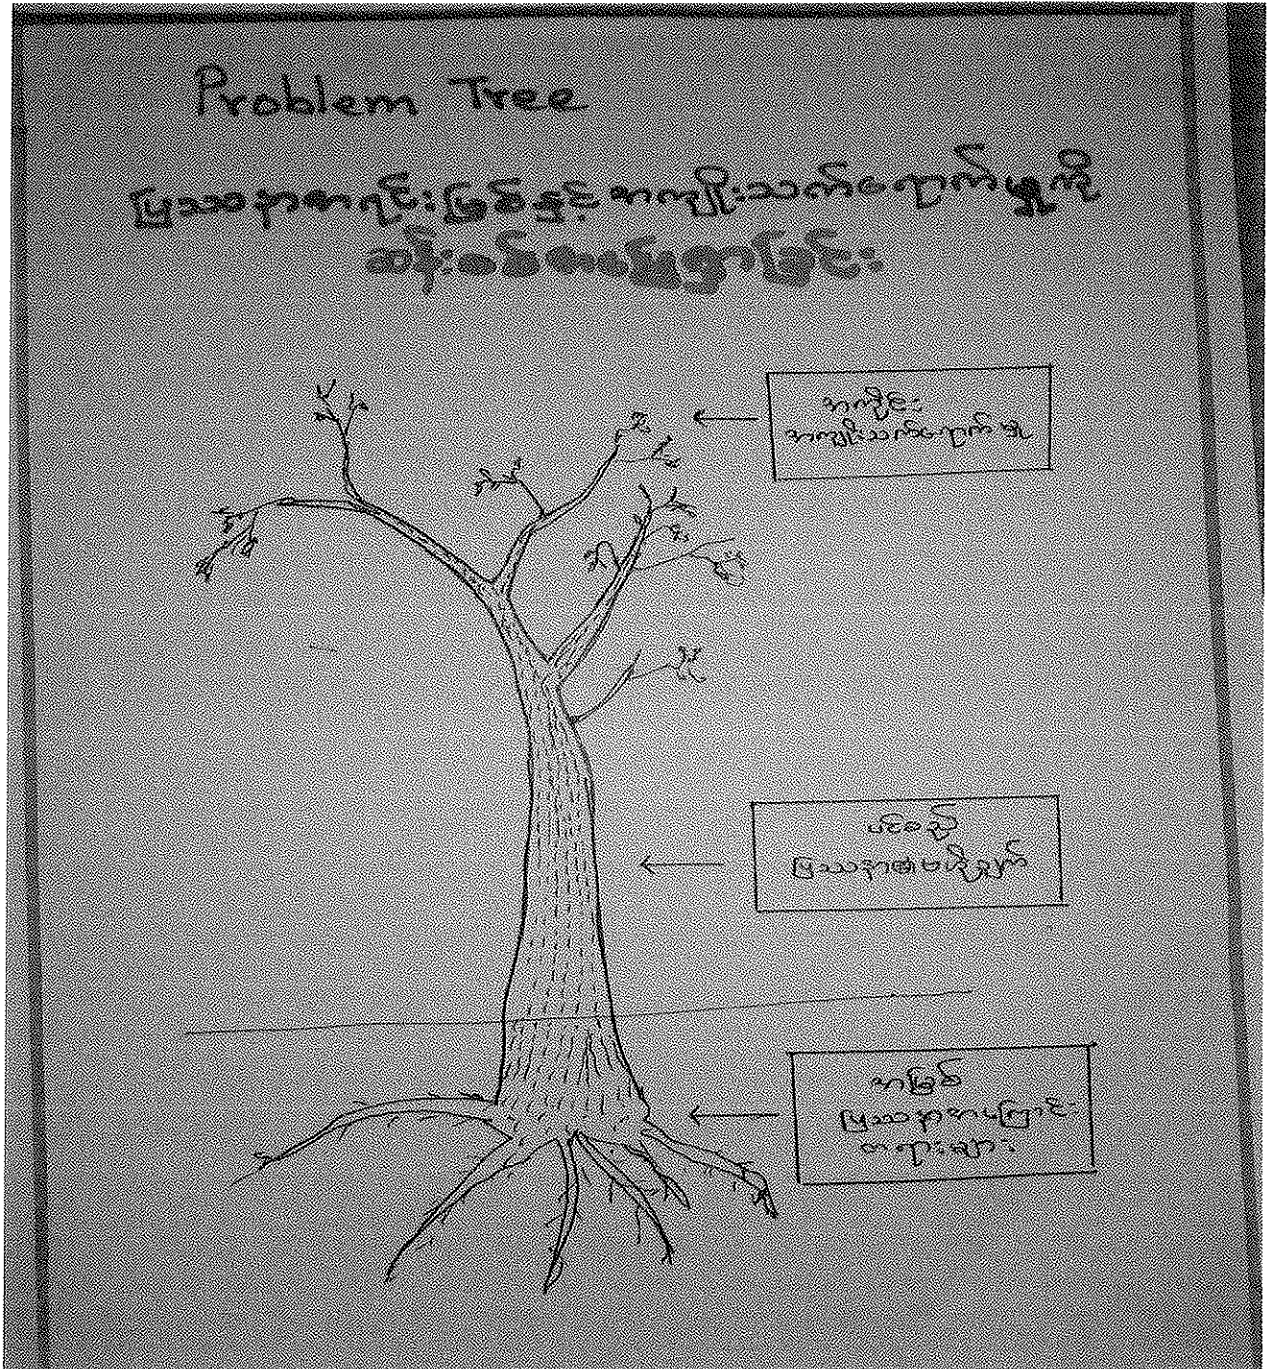 Problem Tree
ပြဿနာအရင်းမြစ်နှင့် အကျိုးသက်ရောက်မှုကို
ဆန်းစစ်လေ့လာခြင်း
အကိုင်း
အကျိုးသက်ရောက်မှု
ပင်စည်
ပြဿနာ၏ဗဟိုချက်
အမြစ်
ပြဿနာအကြောင်း
တရားများ